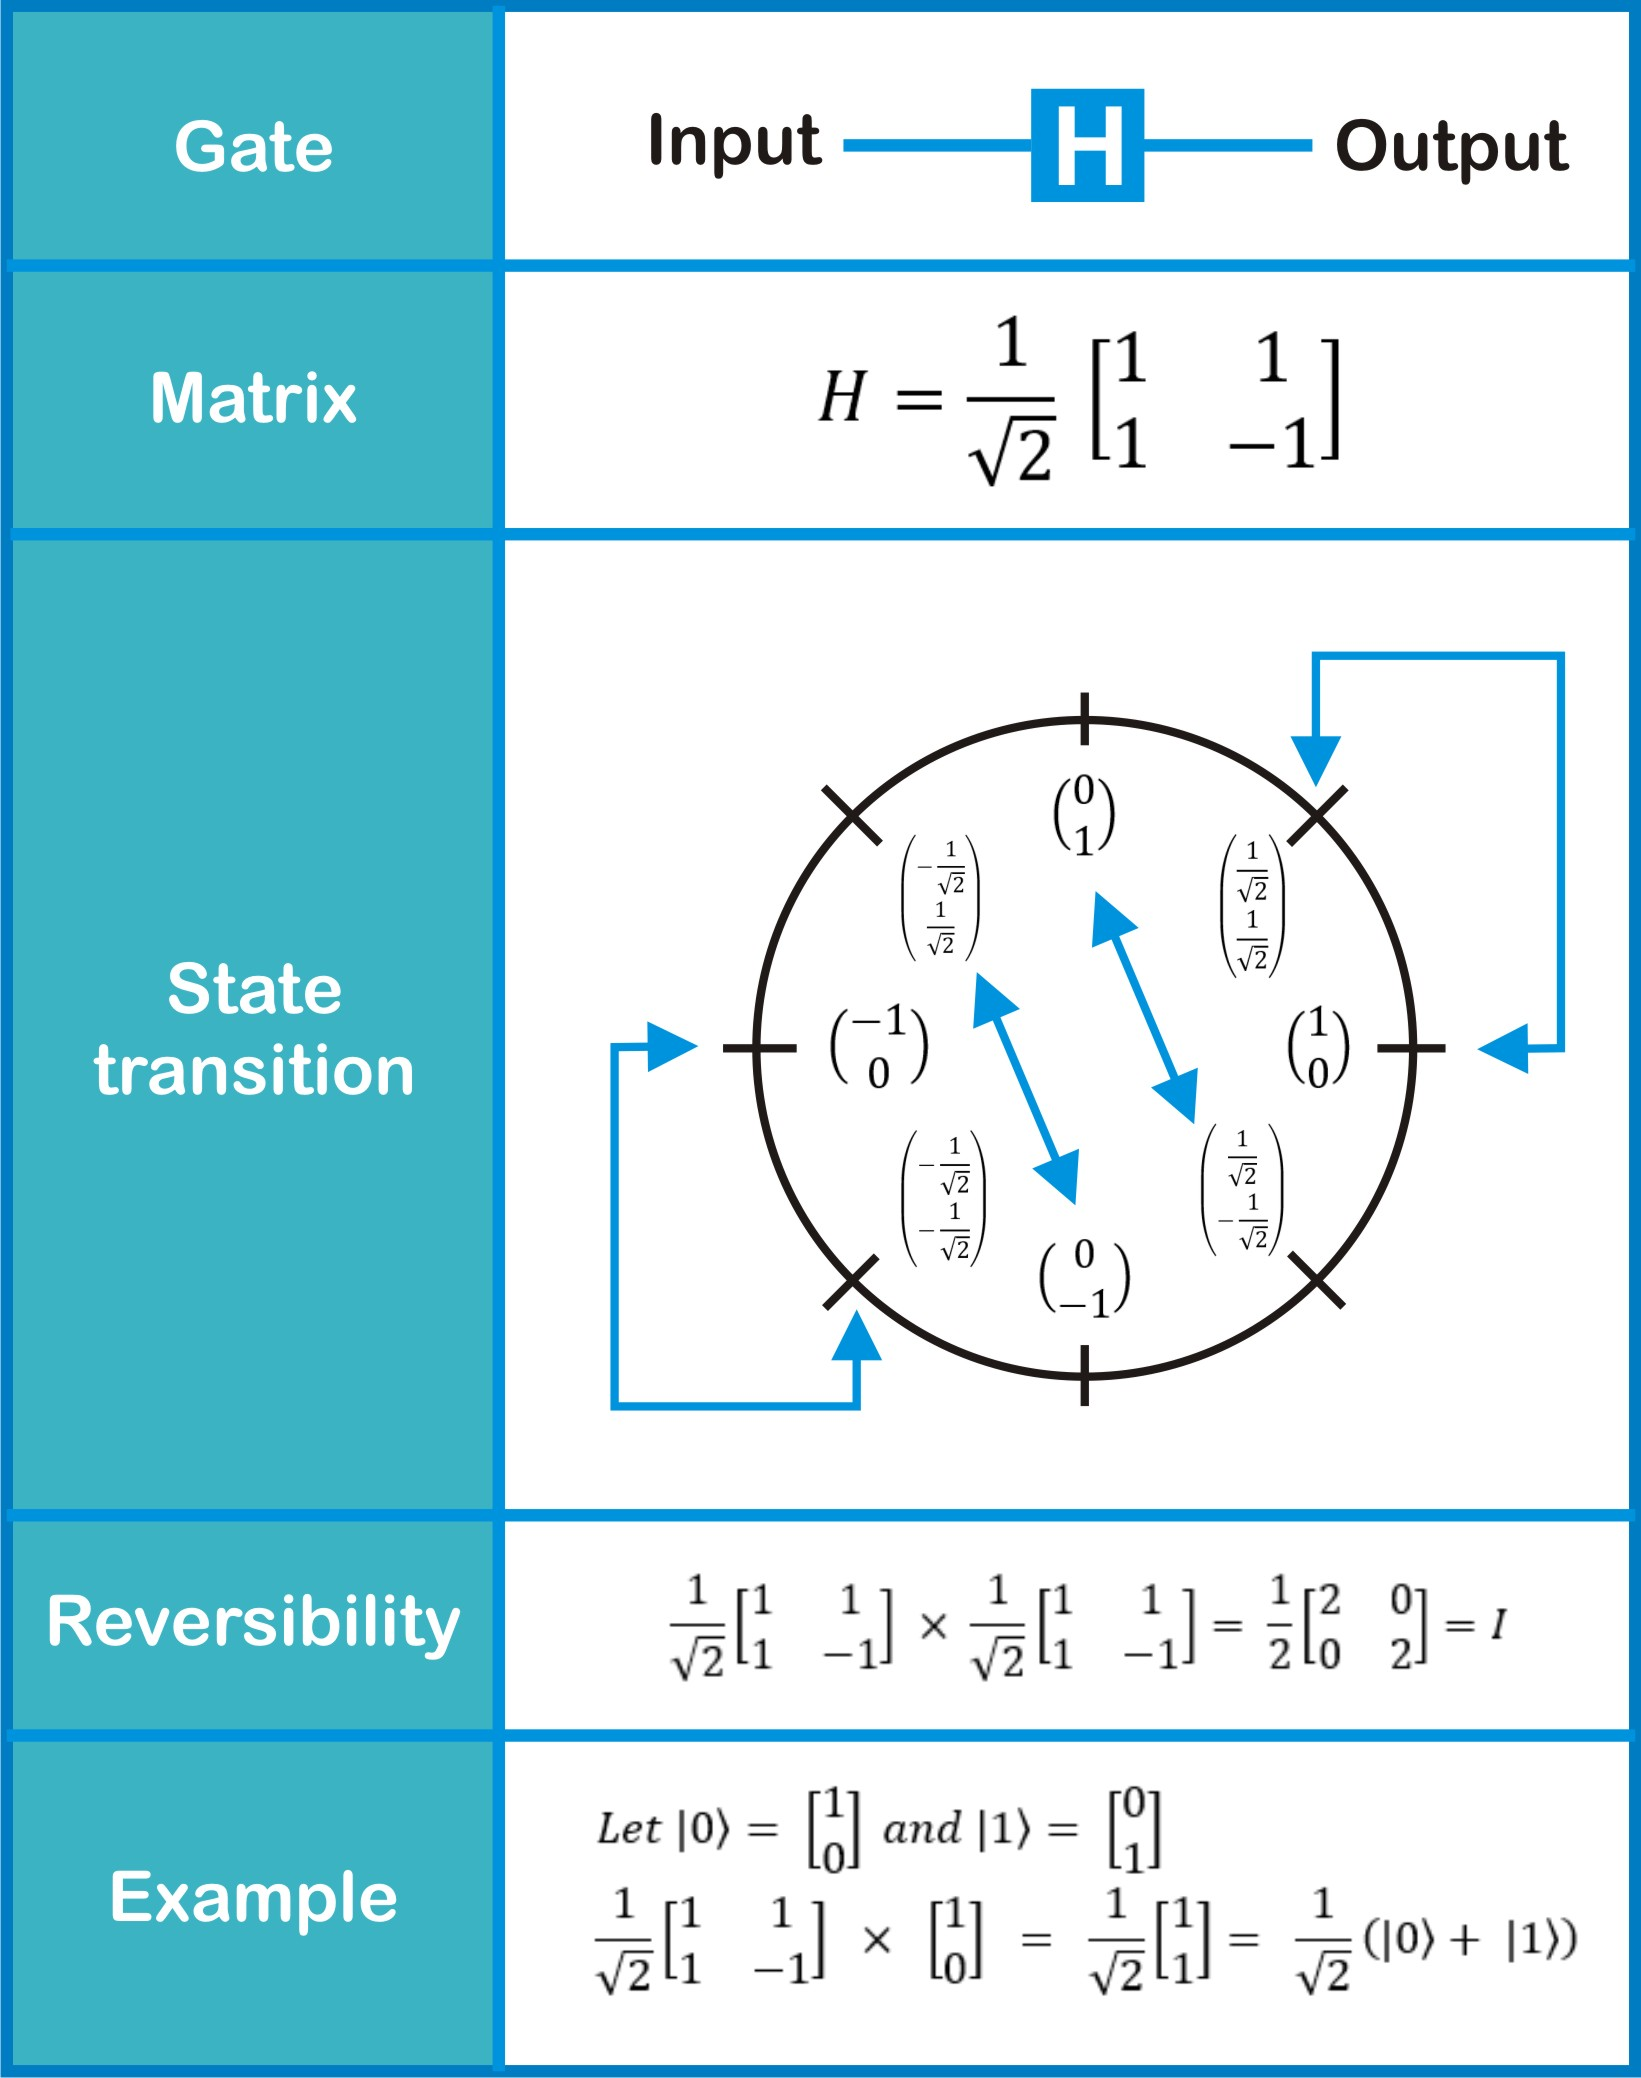 Gate
Input H Output
Matrix
H = 1/√2 [1 1; 1 −1]
State
transition
(0; 1)
(−1/√2; 1/√2)
(1/√2; 1/√2)
(−1; 0)
(1; 0)
(−1/√2; −1/√2)
(1/√2; −1/√2)
(0; −1)
Reversibility
1/√2 [1 1; 1 −1] × 1/√2 [1 1; 1 −1] = 1/2 [2 0; 0 2] = I
Example
Let |0⟩ = [1; 0] and |1⟩ = [0; 1]
1/√2 [1 1; 1 −1] × [1; 0] = 1/√2 [1; 1] = 1/√2 (|0⟩ + |1⟩)